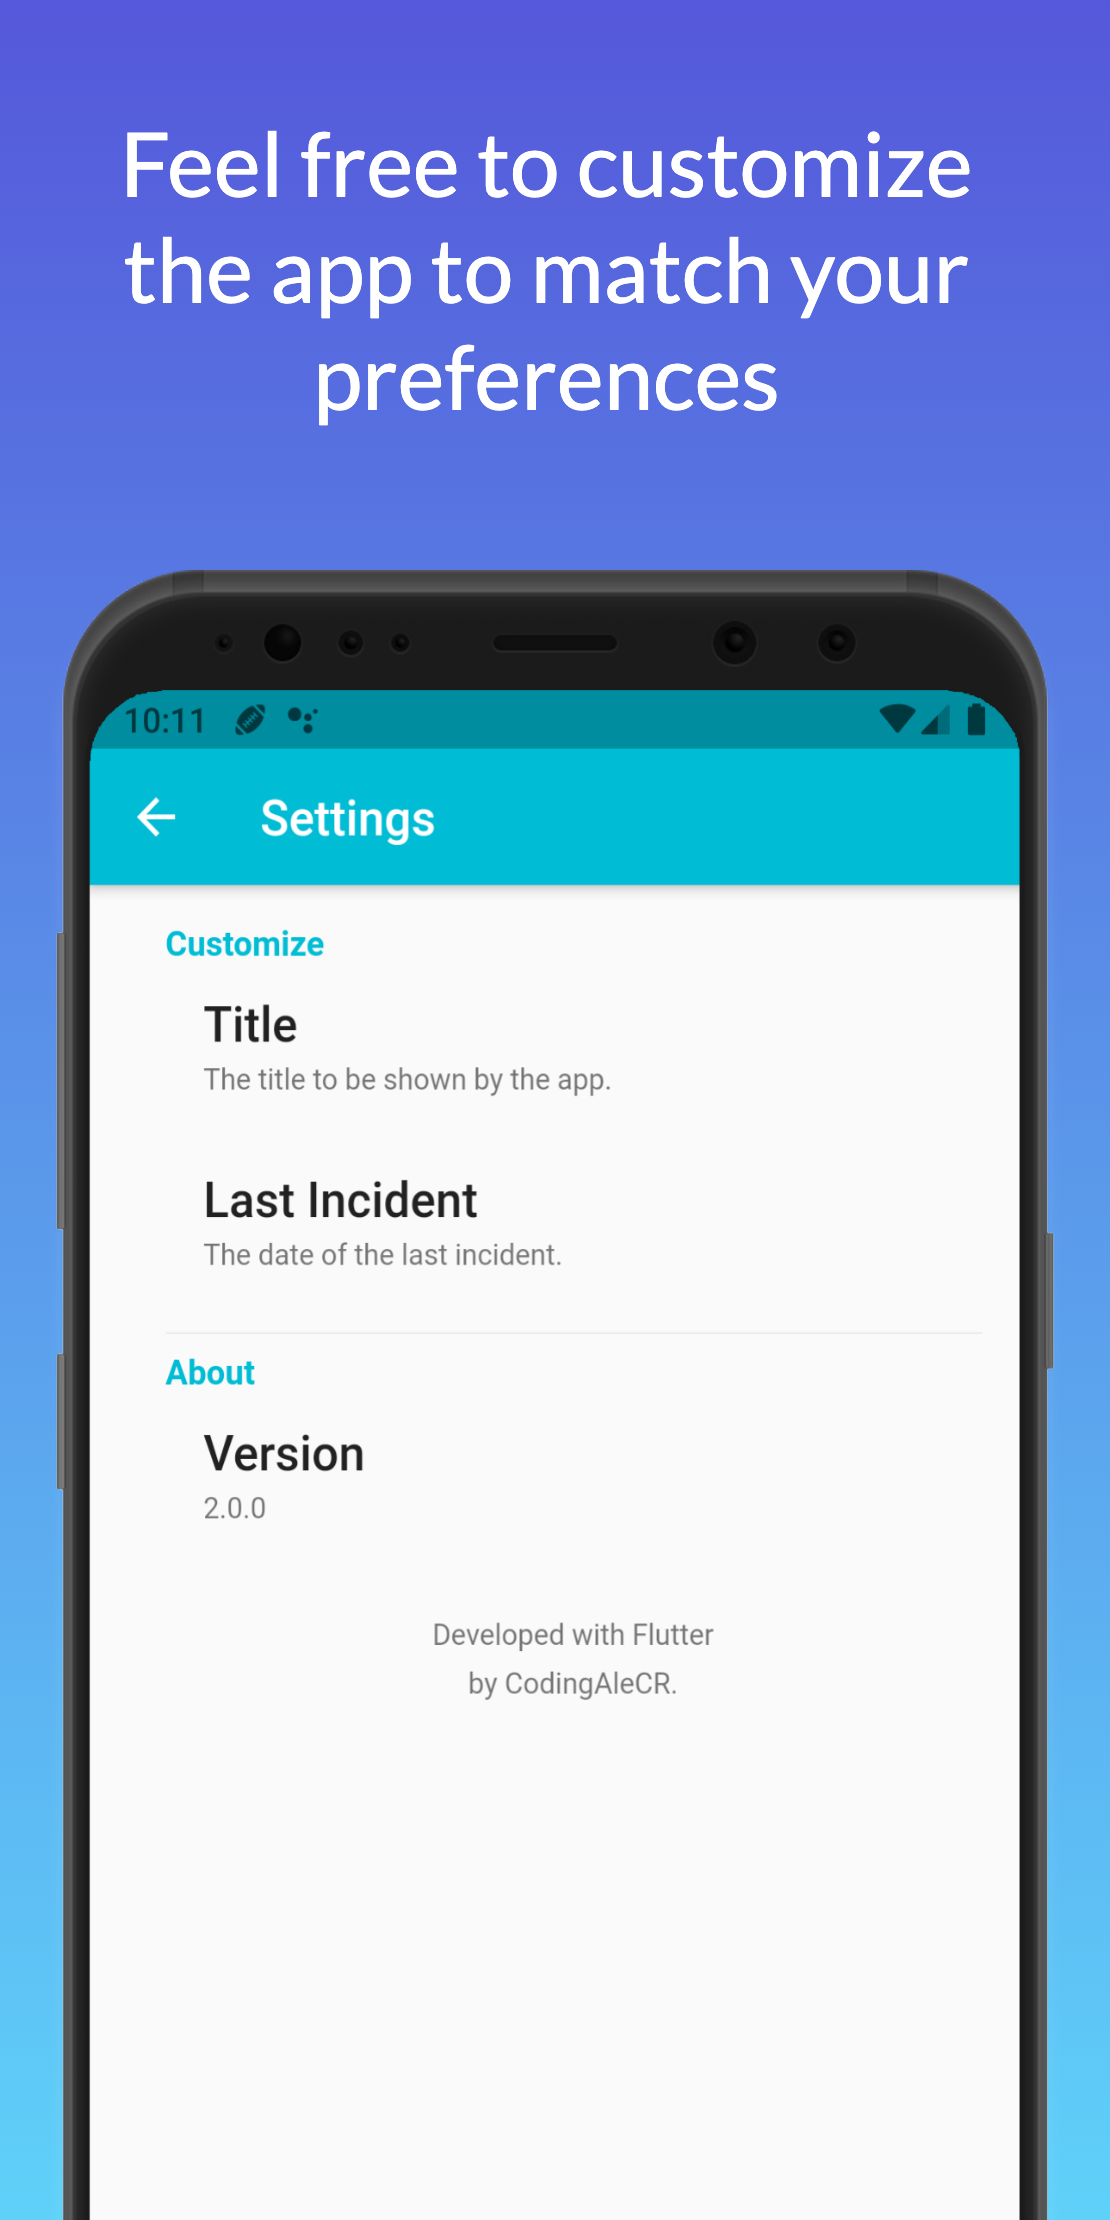 Feel free to customize
the app to match your
preferences
10:11
Settings
Customize
Title
The title to be shown by the app.
Last Incident
The date of the last incident.
About
Version
2.0.0
Developed with Flutter
by CodingAleCR.